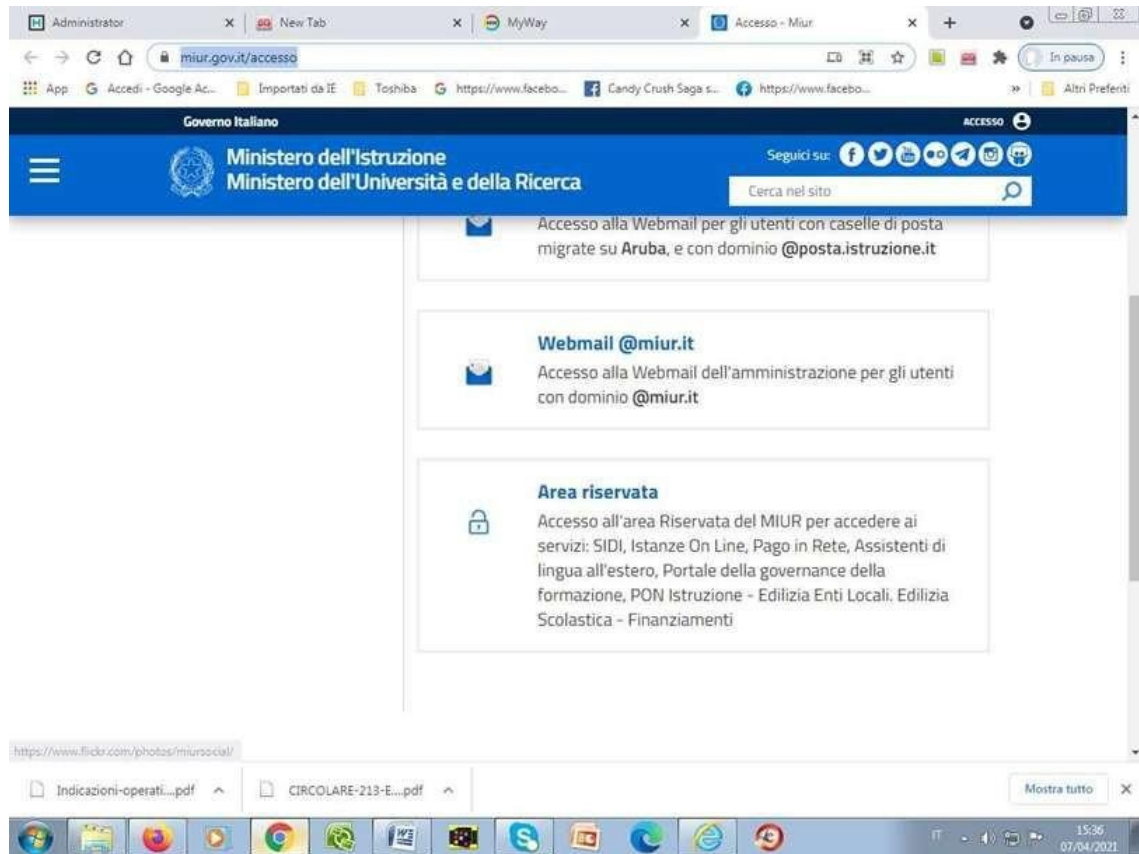 Administrator
New Tab
MyWay
Accesso - Miur
miur.gov.it/accesso
In pausa
App
Accedi - Google Ac...
Importati da IE
Toshiba
https://www.facebo...
Candy Crush Saga s...
https://www.facebo...
»
Altri Preferiti
Governo Italiano
ACCESSO
Ministero dell'Istruzione
Ministero dell'Università e della Ricerca
Seguici su:
Cerca nel sito
Accesso alla Webmail per gli utenti con caselle di posta
migrate su Aruba, e con dominio @posta.istruzione.it
Webmail @miur.it
Accesso alla Webmail dell'amministrazione per gli utenti
con dominio @miur.it
Area riservata
Accesso all'area Riservata del MIUR per accedere ai
servizi: SIDI, Istanze On Line, Pago in Rete, Assistenti di
lingua all'estero, Portale della governance della
formazione, PON Istruzione - Edilizia Enti Locali. Edilizia
Scolastica - Finanziamenti
https://www.flickr.com/photos/miursocial/
Indicazioni-operati....pdf
CIRCOLARE-213-E....pdf
Mostra tutto
IT
15:36
07/04/2021